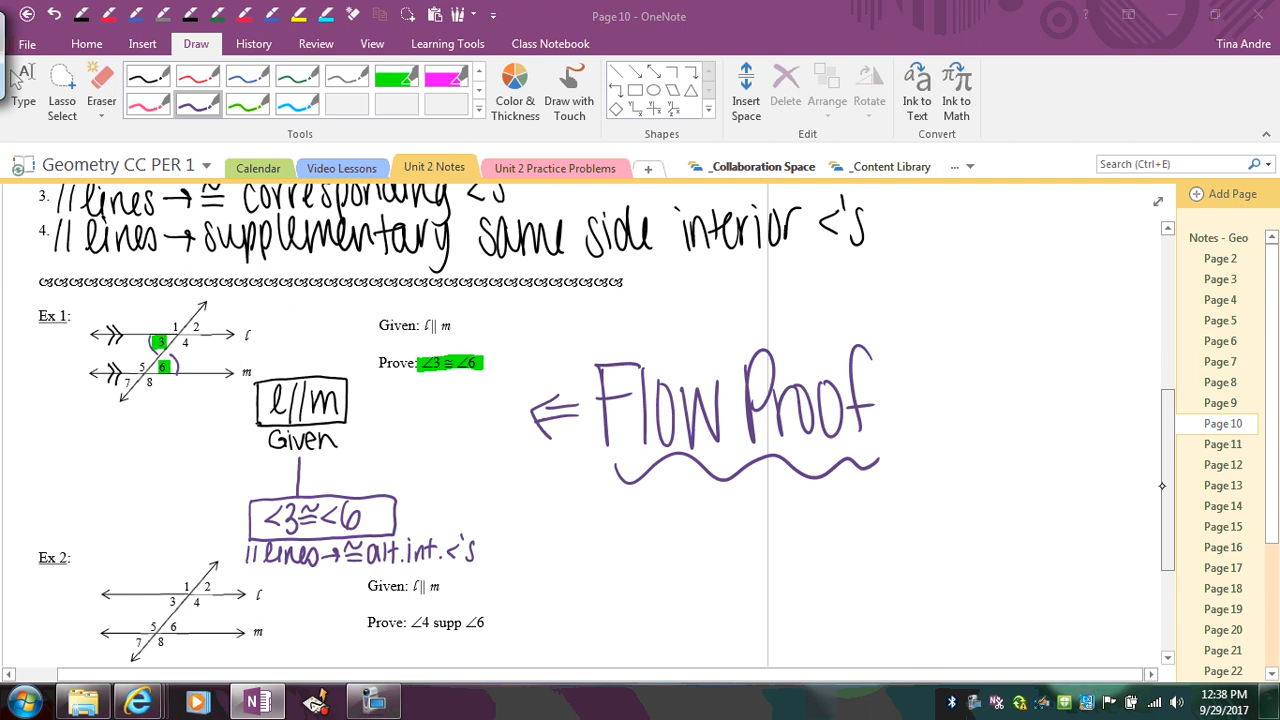 Page 10 - OneNote
Tina Andre
File Home Insert Draw History Review View Learning Tools Class Notebook
Type Lasso Select Eraser Color & Thickness Draw with Touch Insert Space Delete Arrange Rotate Ink to Text Ink to Math
Tools Shapes Edit Convert
Geometry CC PER 1 Calendar Video Lessons Unit 2 Notes Unit 2 Practice Problems _Collaboration Space _Content Library ... Search (Ctrl+E)
3. // lines → ≅ corresponding <'s
4. // lines → supplementary same side interior <'s
Ex 1:
1 2 3 4 l
5 6 7 8 m
Given: l || m
Prove: ∠3 ≅ ∠6
l // m
Given
<3 ≅ <6
// lines → ≅ alt. int. <'s
⇐ Flow Proof
Ex 2:
1 2 3 4 l
5 6 7 8 m
Given: l || m
Prove: ∠4 supp ∠6
Add Page
Notes - Geo
Page 2
Page 3
Page 4
Page 5
Page 6
Page 7
Page 8
Page 9
Page 10
Page 11
Page 12
Page 13
Page 14
Page 15
Page 16
Page 17
Page 18
Page 19
Page 20
Page 21
Page 22
12:38 PM
9/29/2017